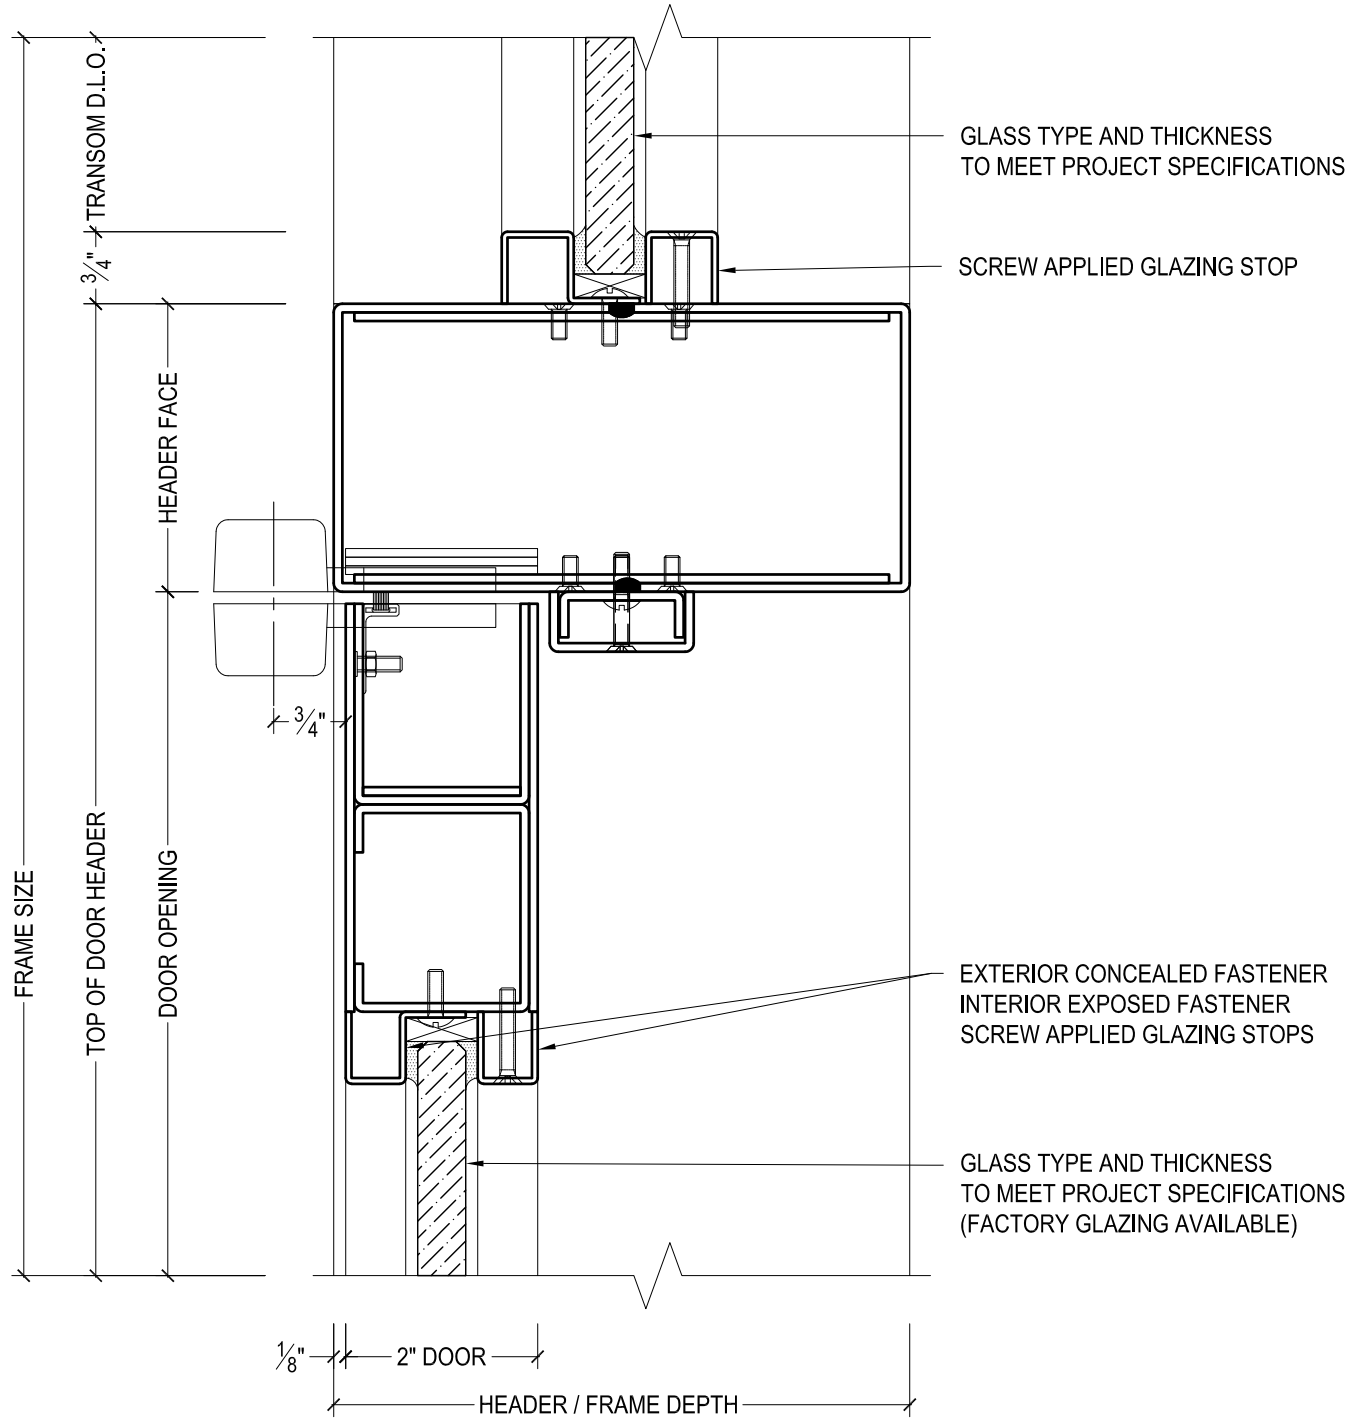 TRANSOM D.L.O.
GLASS TYPE AND THICKNESS
TO MEET PROJECT SPECIFICATIONS
3/4"
SCREW APPLIED GLAZING STOP
HEADER FACE
3/4"
FRAME SIZE
TOP OF DOOR HEADER
DOOR OPENING
EXTERIOR CONCEALED FASTENER
INTERIOR EXPOSED FASTENER
SCREW APPLIED GLAZING STOPS
GLASS TYPE AND THICKNESS
TO MEET PROJECT SPECIFICATIONS
(FACTORY GLAZING AVAILABLE)
1/8"
2" DOOR
HEADER / FRAME DEPTH